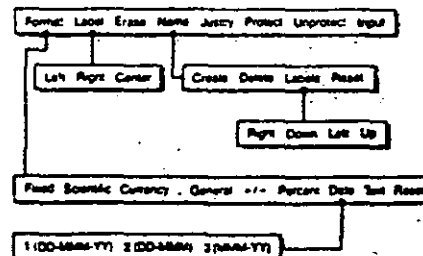 Format Label Erase Name Justify Protect Unprotect Input
Left Right Center
Create Delete Labels Reset
Right Down Left Up
Fixed Scientific Currency , General +/- Percent Date Text Reset
1 (DD-MMM-YY) 2 (DD-MMM) 3 (MMM-YY)